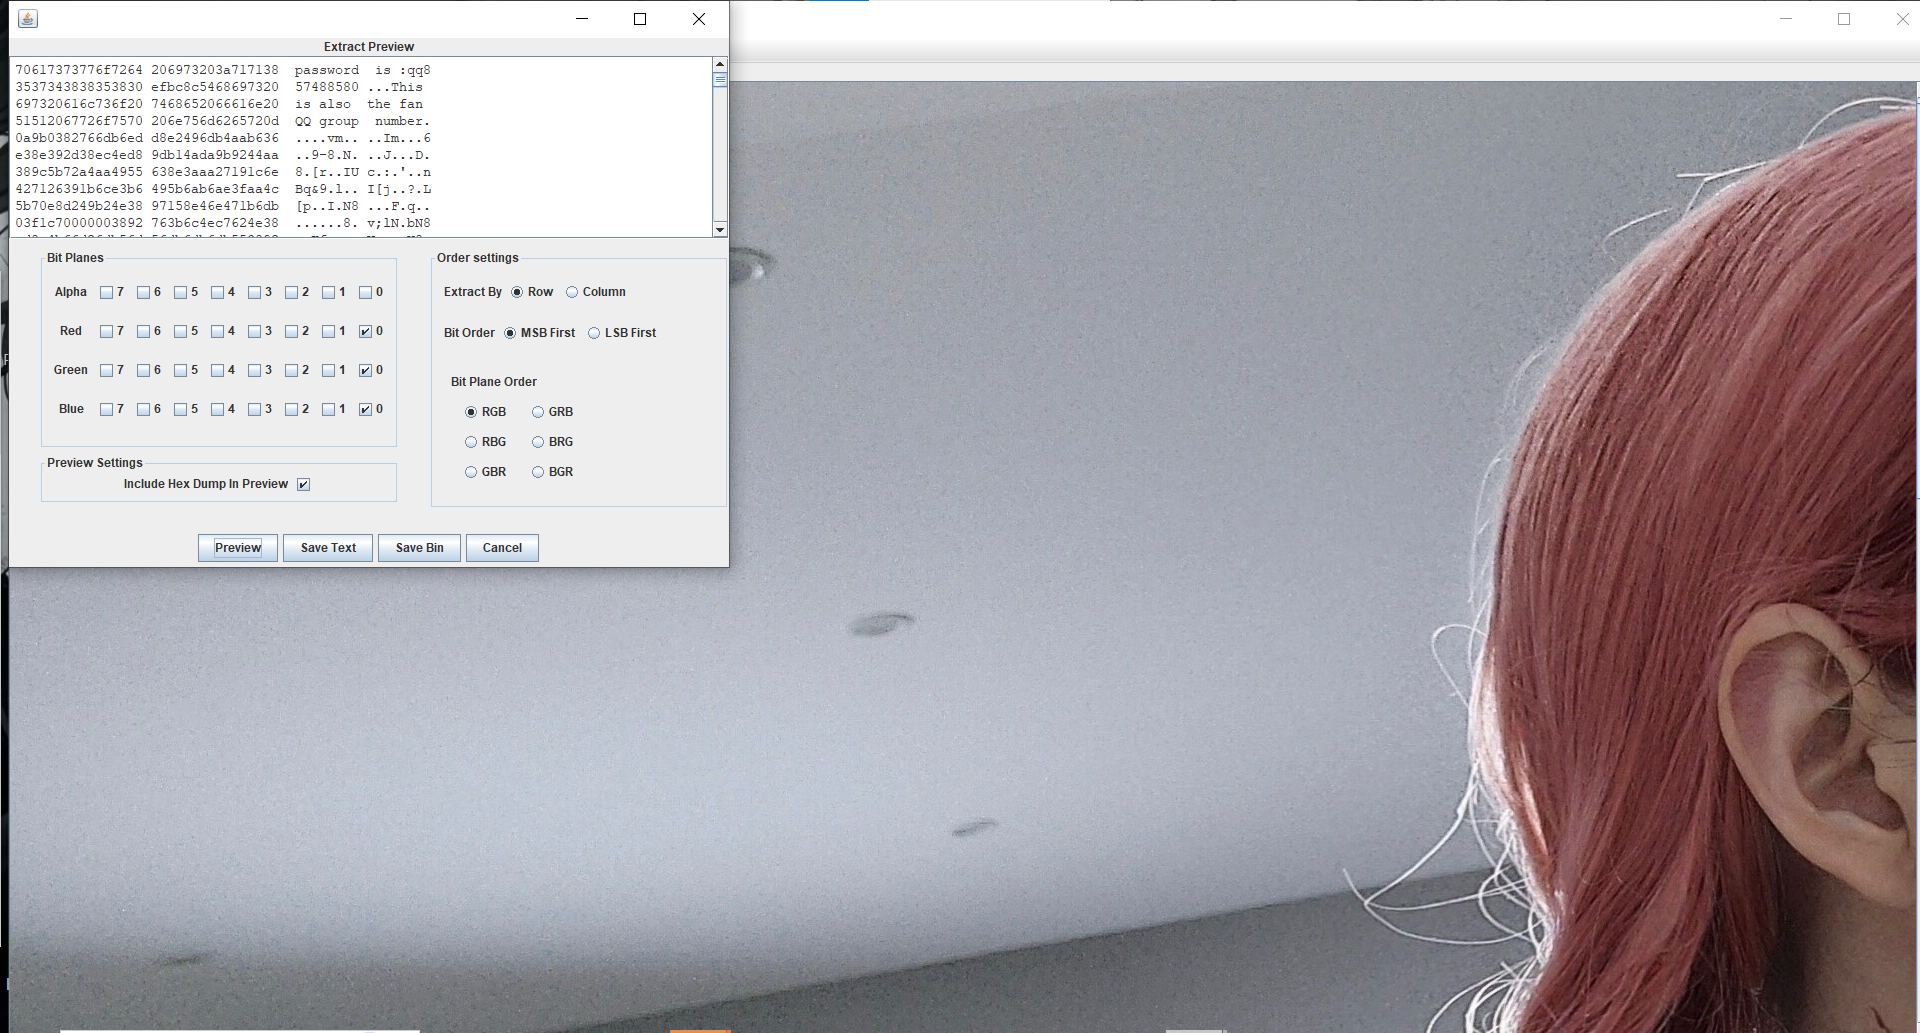 Extract Preview
70617373776f7264 206973203a717138  password  is :qq8
3537343838353830 efbc8c5468697320  57488580 ...This
697320616c736f20 7468652066616e20  is also  the fan
51512067726f7570 206e756d6265720d  QQ group  number.
0a9b0382766db6ed d8e2496db4aab636  ....vm.. ..Im...6
e38e392d38ec4ed8 9db14ada9b9244aa  ..9-8.N. ..J...D.
389c5b72a4aa4955 638e3aaa27191c6e  8.[r..IU c.:.'..n
427126391b6ce3b6 495b6ab6ae3faa4c  Bq&9.l.. I[j..?.L
5b70e8d249b24e38 97158e46e471b6db  [p..I.N8 ...F.q..
03f1c70000003892 763b6c4ec7624e38  ......8. v;lN.bN8
Bit Planes
Alpha 7 6 5 4 3 2 1 0
Red 7 6 5 4 3 2 1 0
Green 7 6 5 4 3 2 1 0
Blue 7 6 5 4 3 2 1 0
Preview Settings
Include Hex Dump In Preview
Order settings
Extract By Row Column
Bit Order MSB First LSB First
Bit Plane Order
RGB GRB
RBG BRG
GBR BGR
Preview Save Text Save Bin Cancel